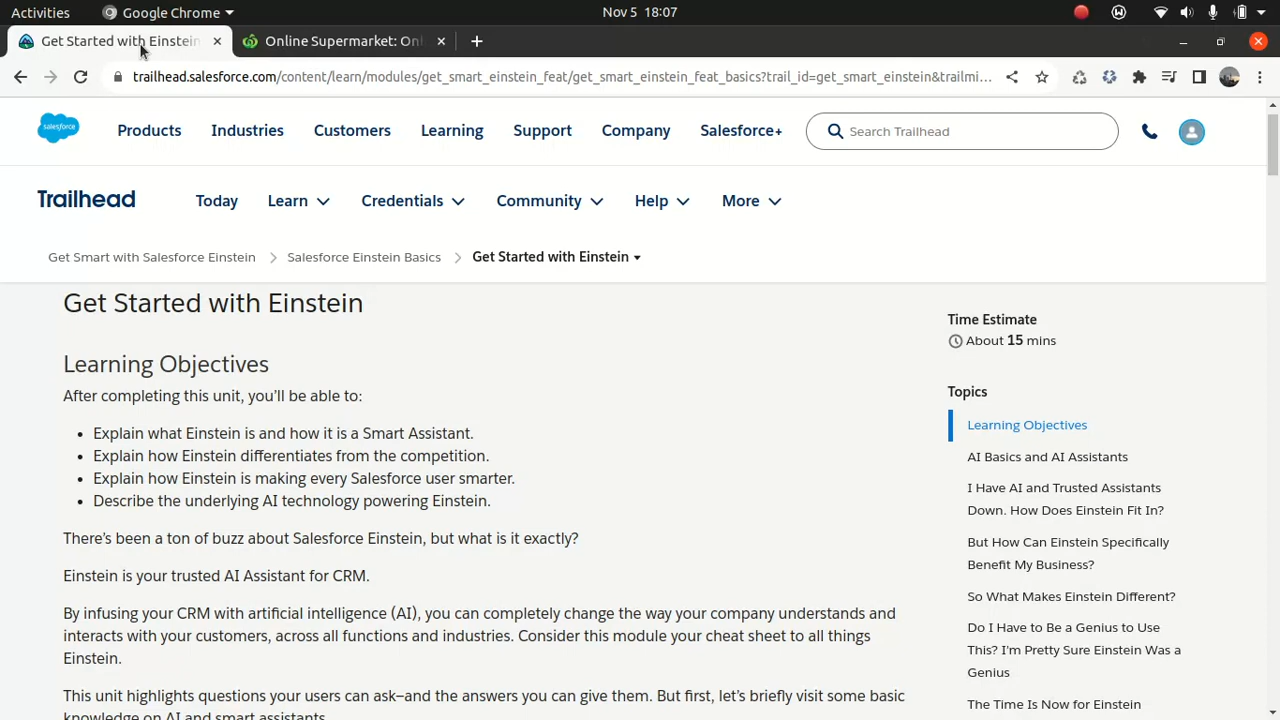 Activities
Google Chrome
Nov 5 18:07
Get Started with Einstein
Online Supermarket: Onl
trailhead.salesforce.com/content/learn/modules/get_smart_einstein_feat/get_smart_einstein_feat_basics?trail_id=get_smart_einstein&trailmi…
salesforce
Products
Industries
Customers
Learning
Support
Company
Salesforce+
Search Trailhead
Trailhead
Today
Learn
Credentials
Community
Help
More
Get Smart with Salesforce Einstein
Salesforce Einstein Basics
Get Started with Einstein
Get Started with Einstein
Learning Objectives
After completing this unit, you’ll be able to:
• Explain what Einstein is and how it is a Smart Assistant.
• Explain how Einstein differentiates from the competition.
• Explain how Einstein is making every Salesforce user smarter.
• Describe the underlying AI technology powering Einstein.
There’s been a ton of buzz about Salesforce Einstein, but what is it exactly?
Einstein is your trusted AI Assistant for CRM.
By infusing your CRM with artificial intelligence (AI), you can completely change the way your company understands and
interacts with your customers, across all functions and industries. Consider this module your cheat sheet to all things
Einstein.
This unit highlights questions your users can ask—and the answers you can give them. But first, let’s briefly visit some basic
knowledge on AI and smart assistants.
Time Estimate
About 15 mins
Topics
Learning Objectives
AI Basics and AI Assistants
I Have AI and Trusted Assistants
Down. How Does Einstein Fit In?
But How Can Einstein Specifically
Benefit My Business?
So What Makes Einstein Different?
Do I Have to Be a Genius to Use
This? I’m Pretty Sure Einstein Was a
Genius
The Time Is Now for Einstein